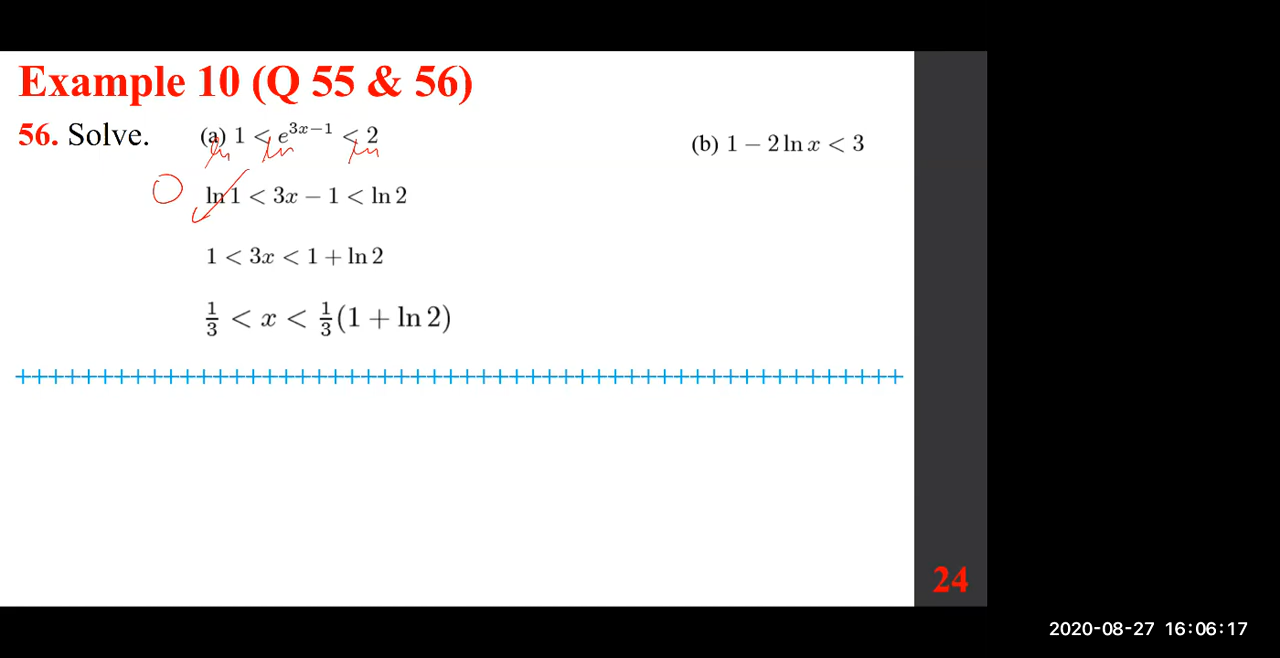 Example 10 (Q 55 & 56)
56. Solve. (a) 1 < e^{3x−1} < 2 (b) 1 − 2 ln x < 3
ln ln ln
0 ln 1 < 3x − 1 < ln 2
1 < 3x < 1 + ln 2
1/3 < x < 1/3(1 + ln 2)
24
2020-08-27 16:06:17